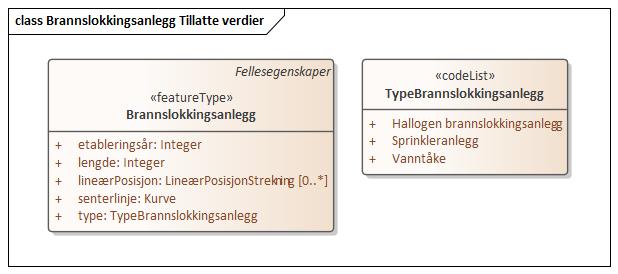 class Brannslokkingsanlegg Tillatte verdier
Fellesegenskaper
«featureType»
Brannslokkingsanlegg
+ etableringsår: Integer
+ lengde: Integer
+ lineærPosisjon: LineærPosisjonStrekning [0..*]
+ senterlinje: Kurve
+ type: TypeBrannslokkingsanlegg
«codeList»
TypeBrannslokkingsanlegg
+ Hallogen brannslokkingsanlegg
+ Sprinkleranlegg
+ Vanntåke